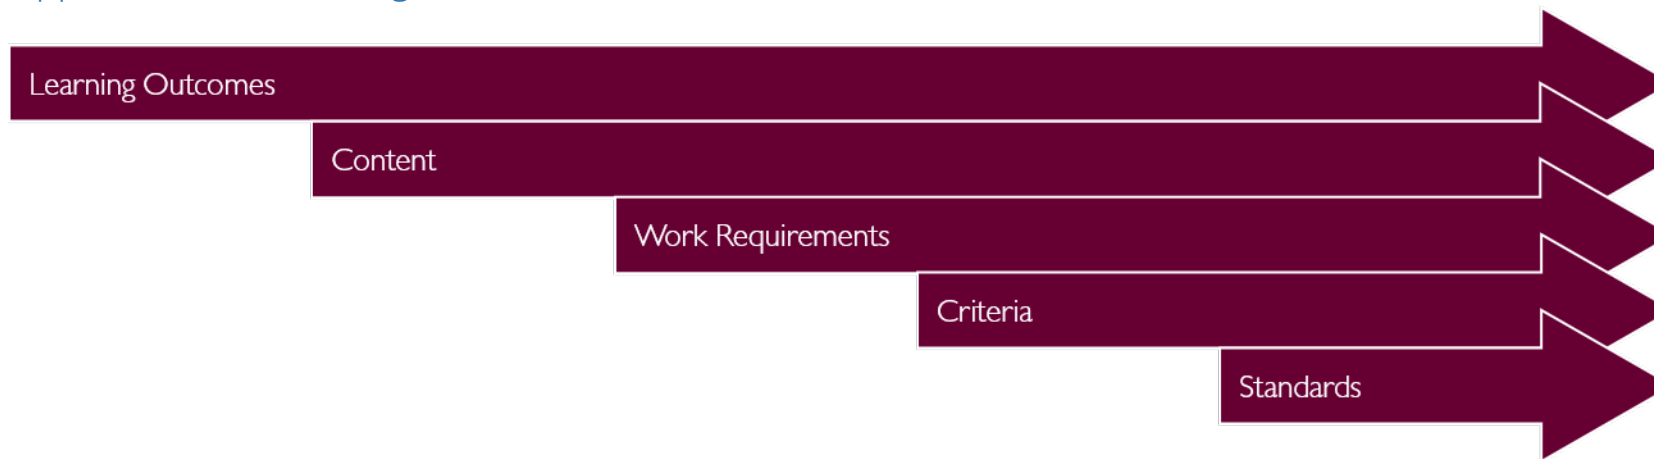 Learning Outcomes
Content
Work Requirements
Criteria
Standards